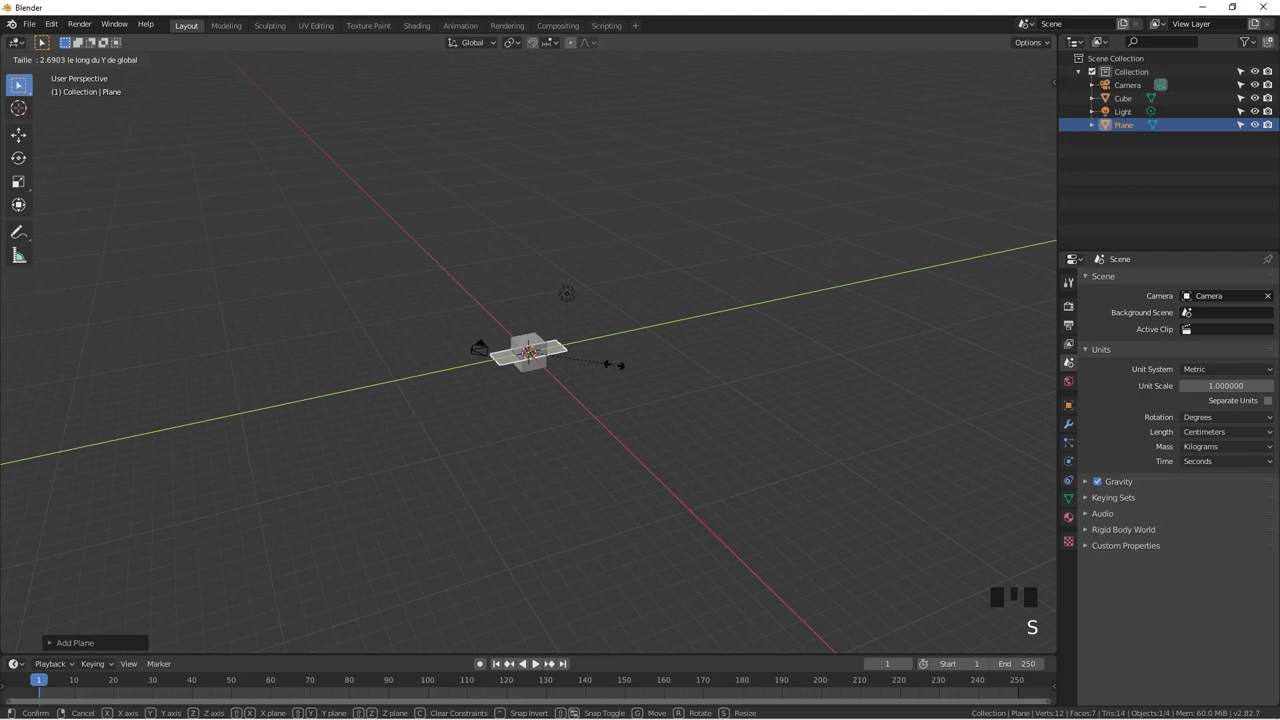 Blender
File Edit Render Window Help
Layout Modeling Sculpting UV Editing Texture Paint Shading Animation Rendering Compositing Scripting +
Scene
View Layer
Global
Options
Taille : 2.6903 le long du Y de global
User Perspective
(1) Collection | Plane
Scene Collection
Collection
Camera
Cube
Light
Plane
Scene
Scene
Camera Camera
Background Scene
Active Clip
Units
Unit System Metric
Unit Scale 1.000000
Separate Units
Rotation Degrees
Length Centimeters
Mass Kilograms
Time Seconds
Gravity
Keying Sets
Audio
Rigid Body World
Custom Properties
S
Add Plane
Playback Keying View Marker
1 Start 1 End 250
1 10 20 30 40 50 60 70 80 90 100 110 120 130 140 150 160 170 180 190 200 210 220 230 240 250
Confirm Cancel X X axis Y Y axis Z Z axis X X plane Y Y plane Z Z plane C Clear Constraints Snap Invert Snap Toggle G Move R Rotate S Resize
Collection | Plane | Verts:12 | Faces:7 | Tris:14 | Objects:1/4 | Mem: 60.0 MiB | v2.82.7